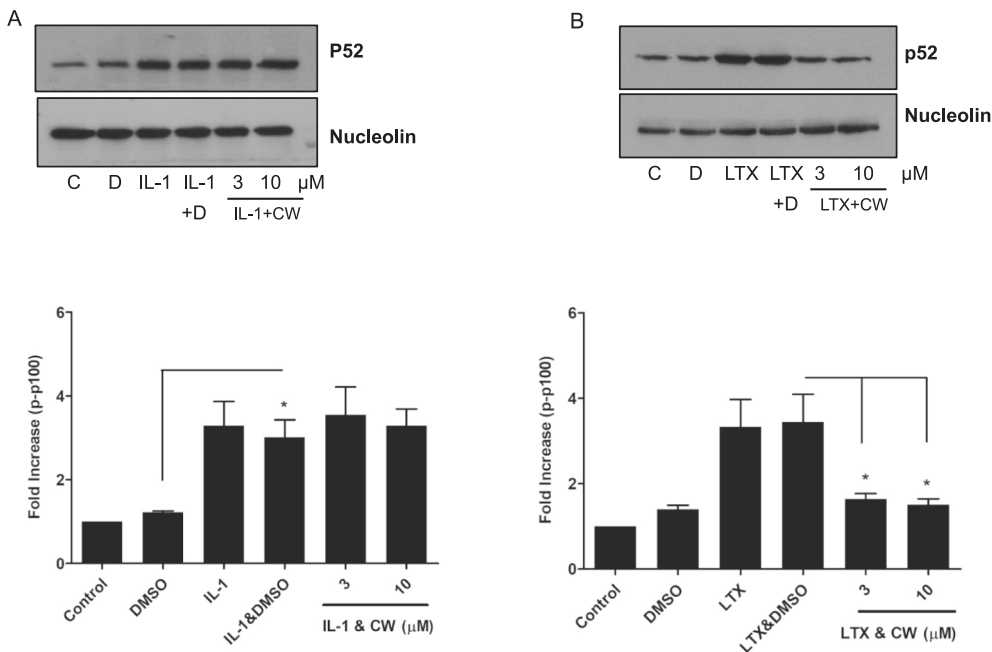 A
P52
Nucleolin
C D IL-1 IL-1 3 10 µM
+D IL-1+CW
Fold Increase (p-p100)
6
4
2
0
*
Control DMSO IL-1 IL-1&DMSO 3 10
IL-1 & CW (µM)
B
p52
Nucleolin
C D LTX LTX 3 10 µM
+D LTX+CW
Fold Increase (p-p100)
6
4
2
0
* *
Control DMSO LTX LTX&DMSO 3 10
LTX & CW (µM)